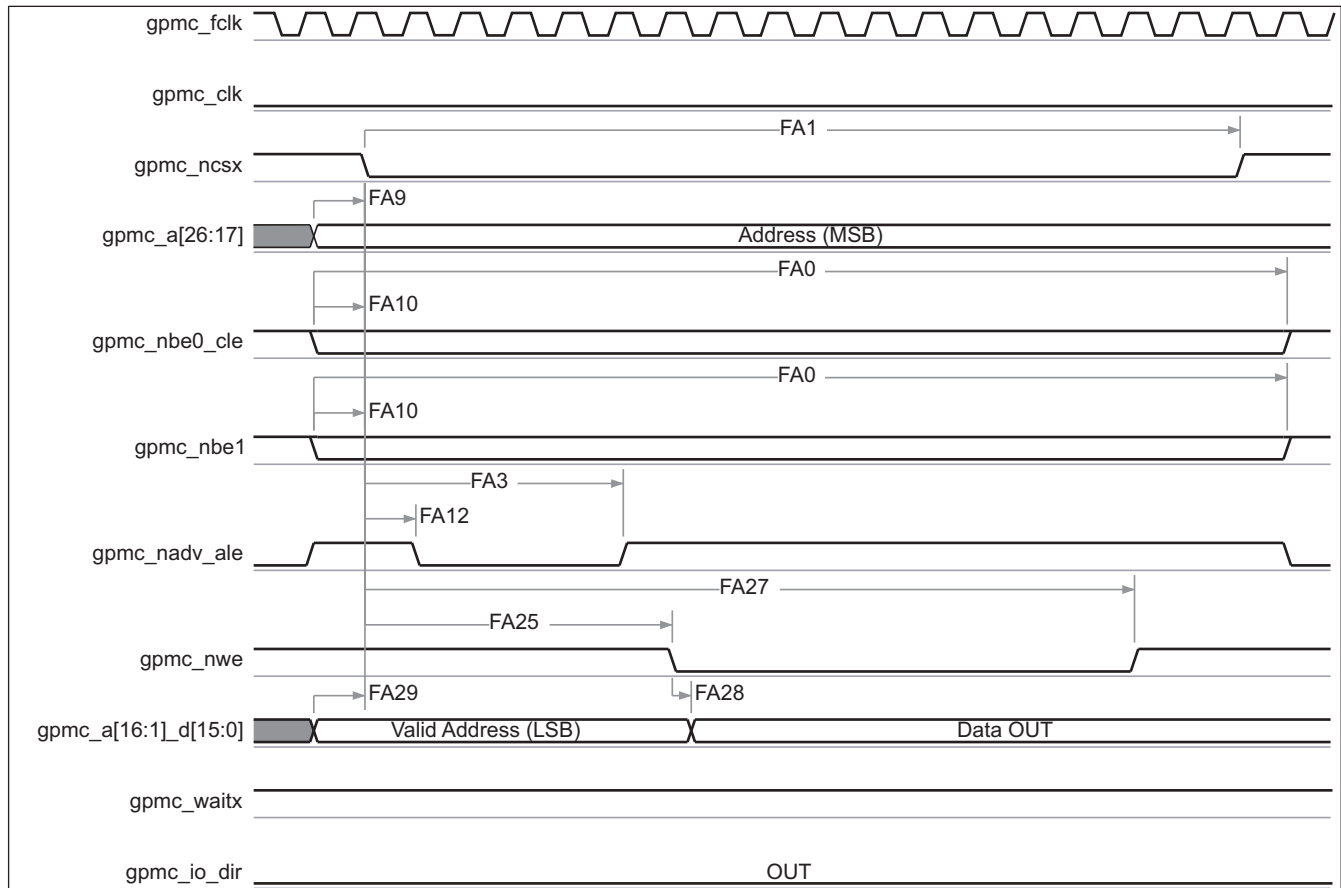 gpmc_fclk
gpmc_clk
FA1
gpmc_ncsx
FA9
gpmc_a[26:17]
Address (MSB)
FA0
FA10
gpmc_nbe0_cle
FA0
FA10
gpmc_nbe1
FA3
FA12
gpmc_nadv_ale
FA27
FA25
gpmc_nwe
FA29 FA28
gpmc_a[16:1]_d[15:0] Valid Address (LSB) Data OUT
gpmc_waitx
gpmc_io_dir OUT